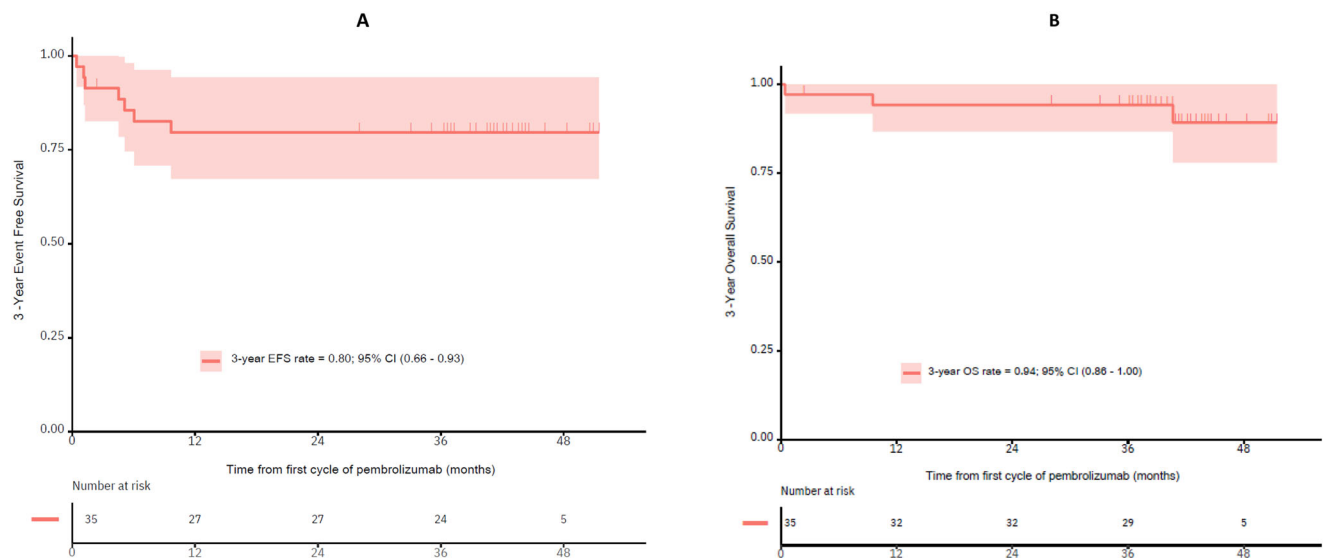 A
1.00
0.75
0.50
0.25
0.00
3 -Year Event Free Survival
3-year EFS rate = 0.80; 95% CI (0.66 - 0.93)
0 12 24 36 48
Time from first cycle of pembrolizumab (months)
Number at risk
35 27 27 24 5
0 12 24 36 48
B
1.00
0.75
0.50
0.25
0.00
3 -Year Overall Survival
3-year OS rate = 0.94; 95% CI (0.86 - 1.00)
0 12 24 36 48
Time from first cycle of pembrolizumab (months)
Number at risk
35 32 32 29 5
0 12 24 36 48